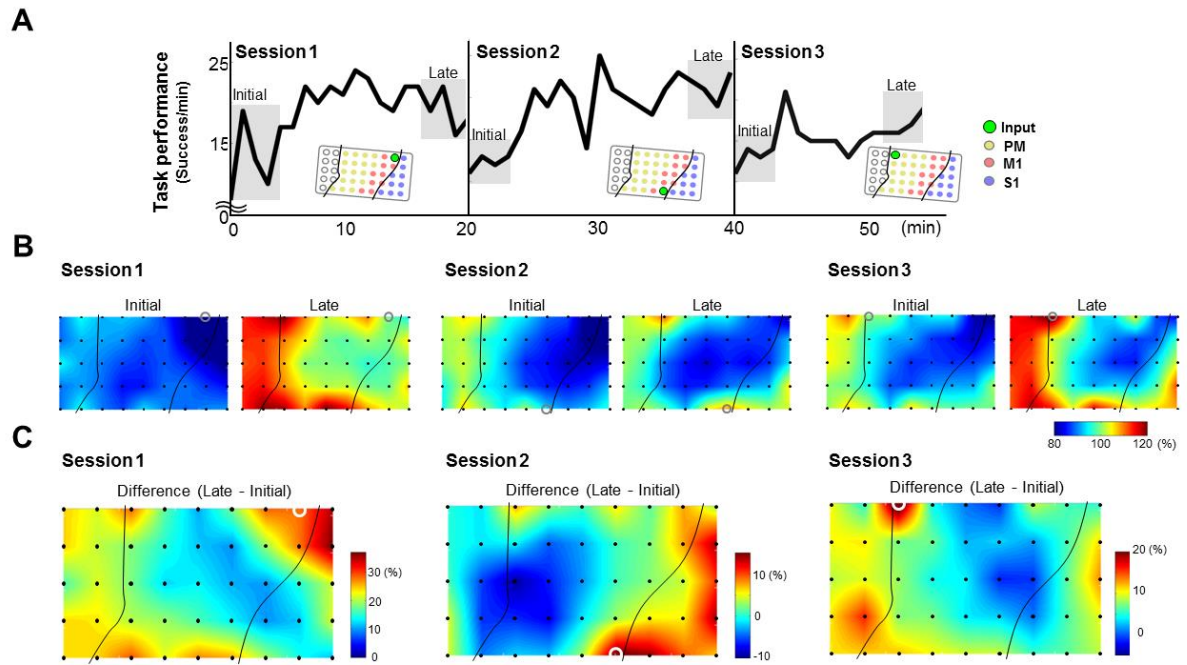 A
Session 1
Session 2
Session 3
Task performance
(Success/min)
25
15
0
Initial
Late
Initial
Late
Initial
Late
Input
PM
M1
S1
0
10
20
30
40
50
(min)
B
Session 1
Session 2
Session 3
Initial
Late
Initial
Late
Initial
Late
80
100
120
(%)
C
Session 1
Session 2
Session 3
Difference (Late - Initial)
Difference (Late - Initial)
Difference (Late - Initial)
30 (%)
20
10
0
10 (%)
0
-10
20 (%)
10
0